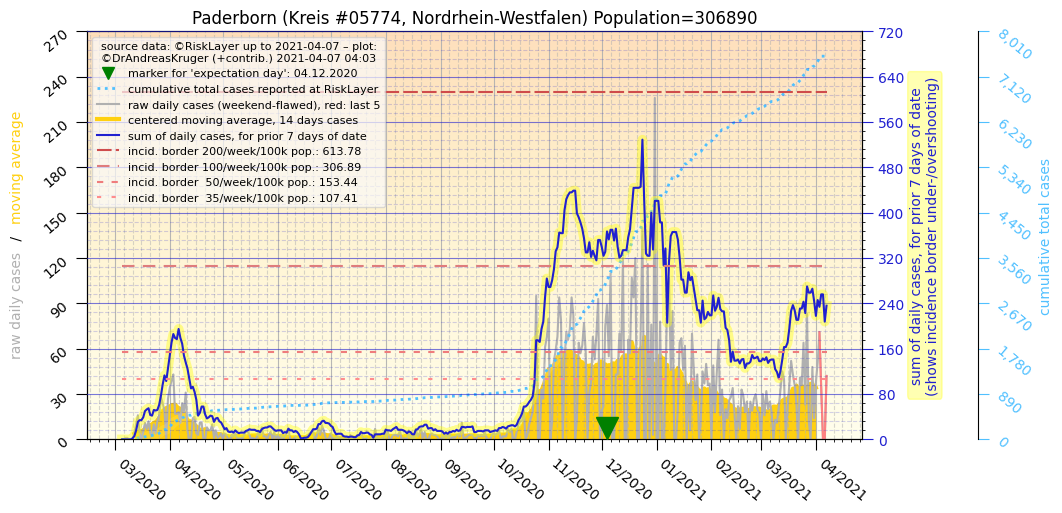 Paderborn (Kreis #05774, Nordrhein-Westfalen) Population=306890
source data: ©RiskLayer up to 2021-04-07 – plot:
©DrAndreasKruger (+contrib.) 2021-04-07 04:03
marker for 'expectation day': 04.12.2020
cumulative total cases reported at RiskLayer
raw daily cases (weekend-flawed), red: last 5
centered moving average, 14 days cases
sum of daily cases, for prior 7 days of date
incid. border 200/week/100k pop.: 613.78
incid. border 100/week/100k pop.: 306.89
incid. border  50/week/100k pop.: 153.44
incid. border  35/week/100k pop.: 107.41
raw daily cases / moving average
270
240
210
180
150
120
90
60
30
0
03/2020
04/2020
05/2020
06/2020
07/2020
08/2020
09/2020
10/2020
11/2020
12/2020
01/2021
02/2021
03/2021
04/2021
720
640
560
480
400
320
240
160
80
0
sum of daily cases, for prior 7 days of date
(shows incidence border under-/overshooting)
8,010
7,120
6,230
5,340
4,450
3,560
2,670
1,780
890
0
cumulative total cases